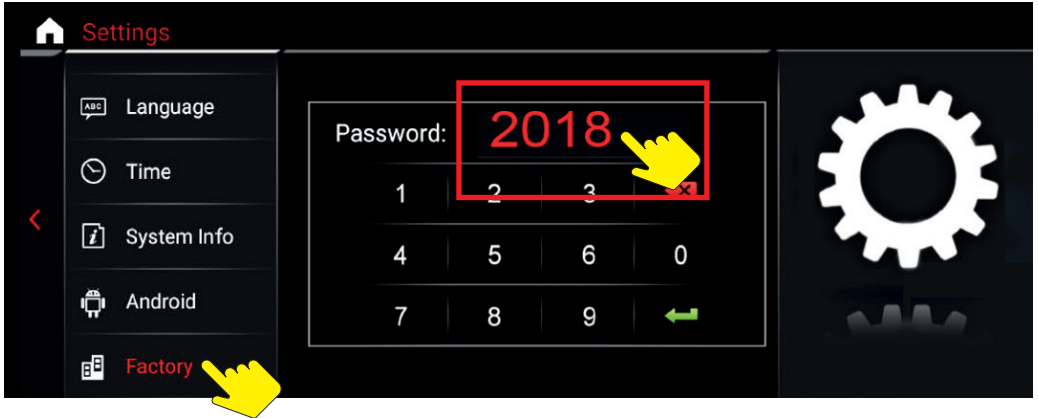 Settings
ABC Language
Time
i System Info
Android
Factory
Password: 2018
1 2 3
4 5 6 0
7 8 9